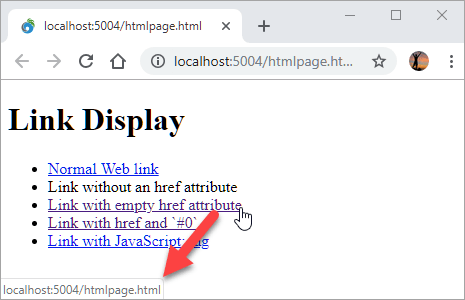 localhost:5004/htmlpage.html
localhost:5004/htmlpage.ht...
Link Display
Normal Web link
Link without an href attribute
Link with empty href attribute
Link with href and `#0`
Link with JavaScript:
localhost:5004/htmlpage.html